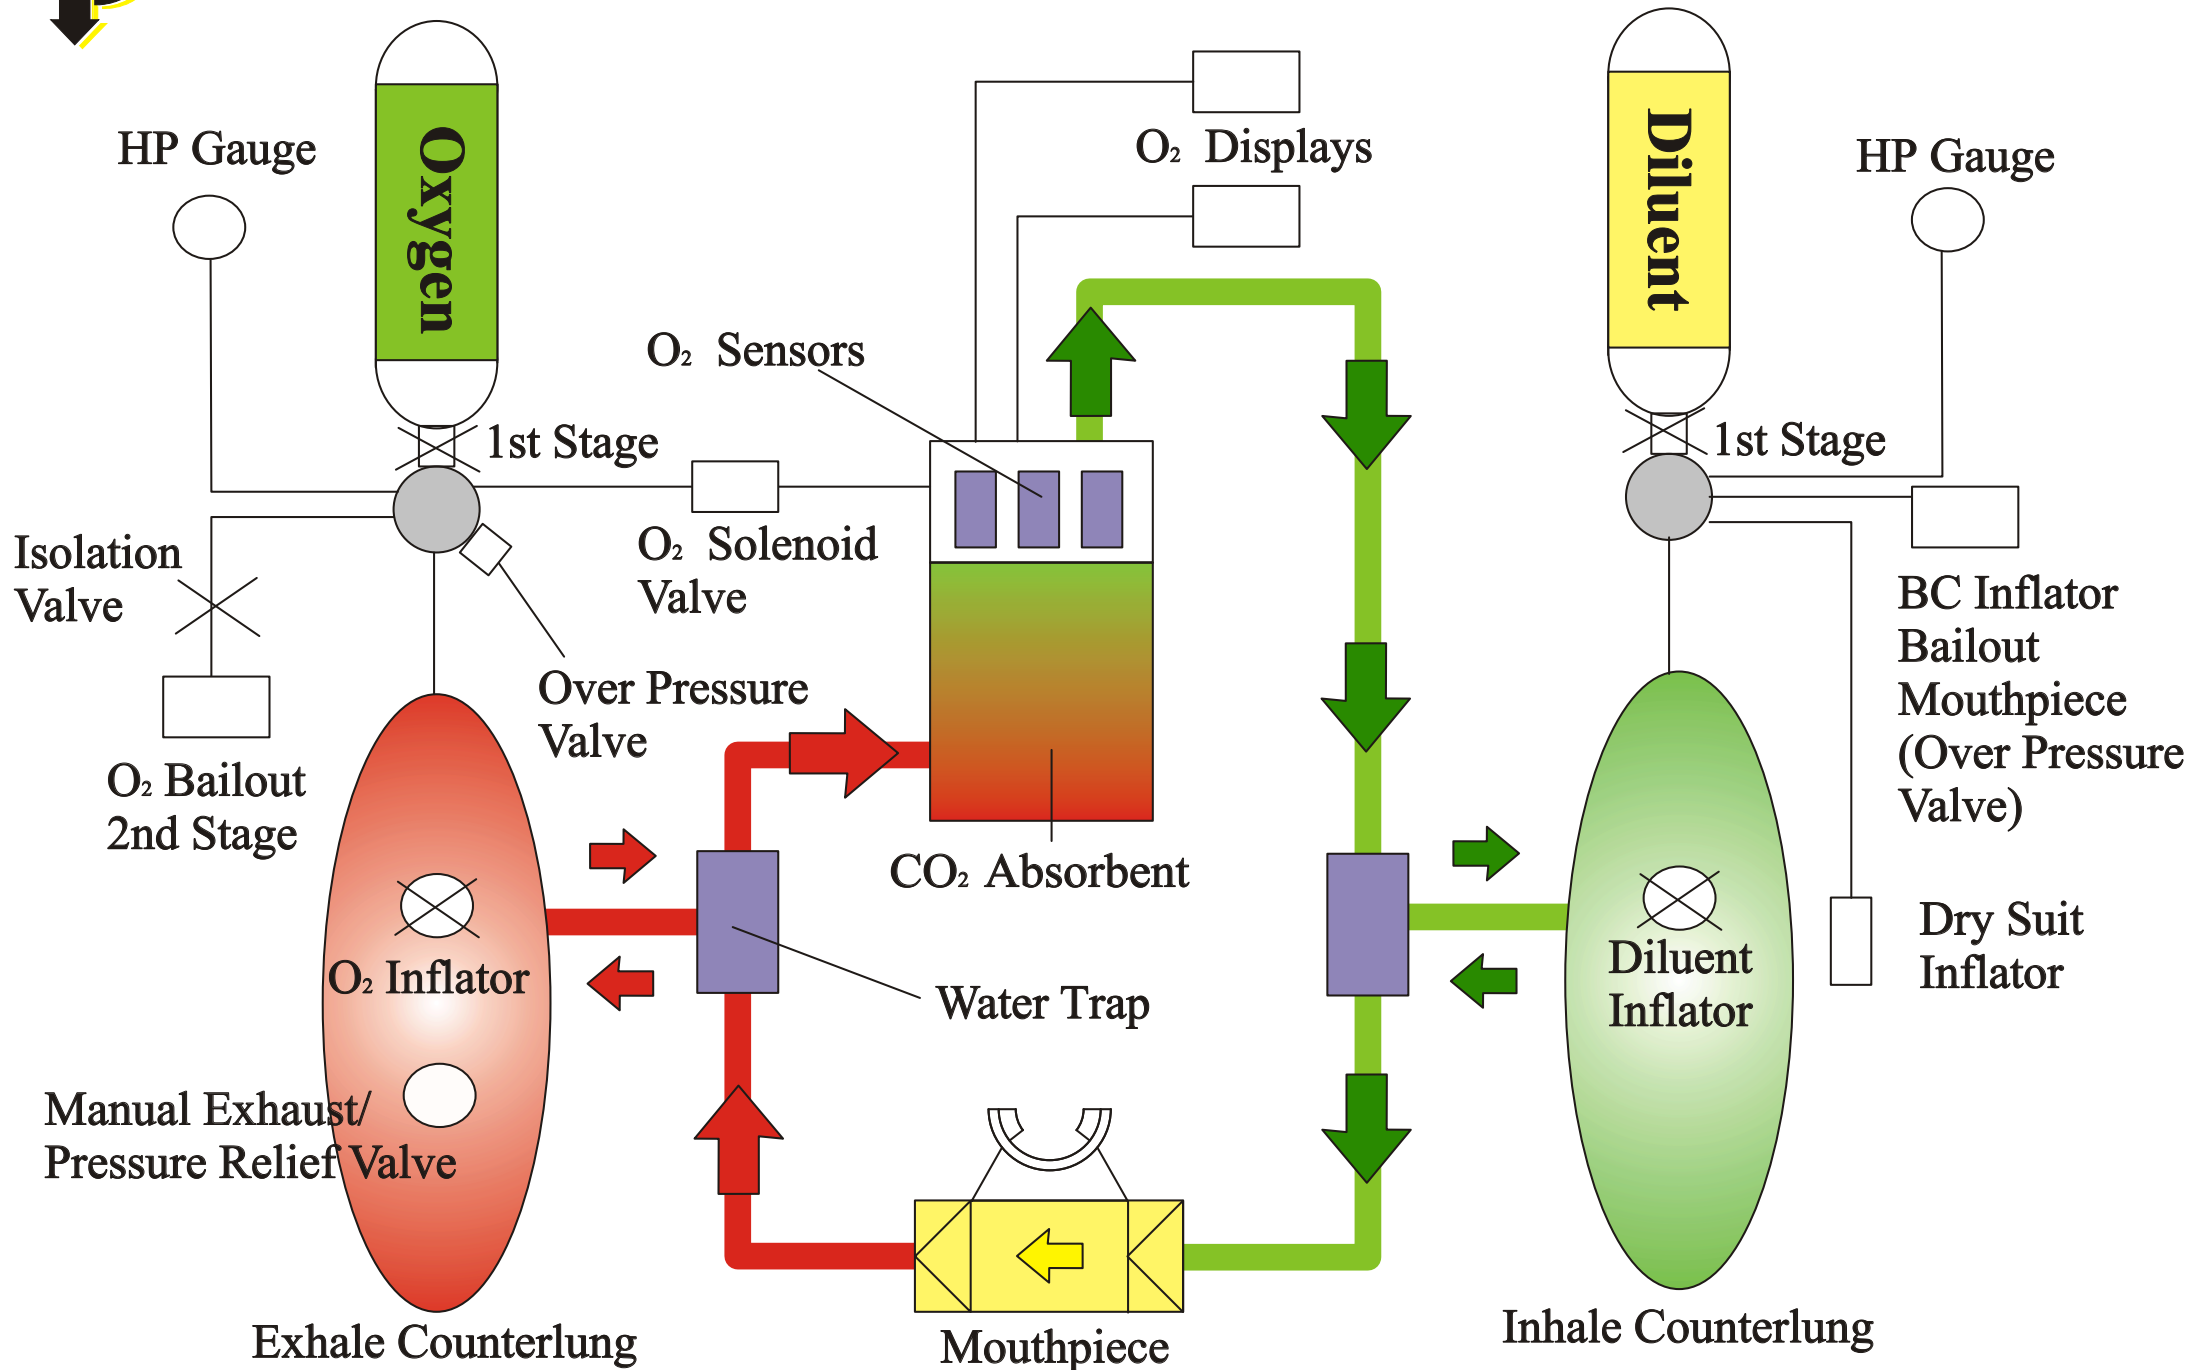 Oxygen
Diluent
HP Gauge
O₂ Displays
HP Gauge
O₂ Sensors
1st Stage
1st Stage
Isolation
Valve
O₂ Solenoid
Valve
BC Inflator
Bailout
Mouthpiece
(Over Pressure
Valve)
Over Pressure
Valve
O₂ Bailout
2nd Stage
CO₂ Absorbent
Dry Suit
Inflator
O₂ Inflator
Diluent
Inflator
Water Trap
Manual Exhaust/
Pressure Relief Valve
Exhale Counterlung
Mouthpiece
Inhale Counterlung